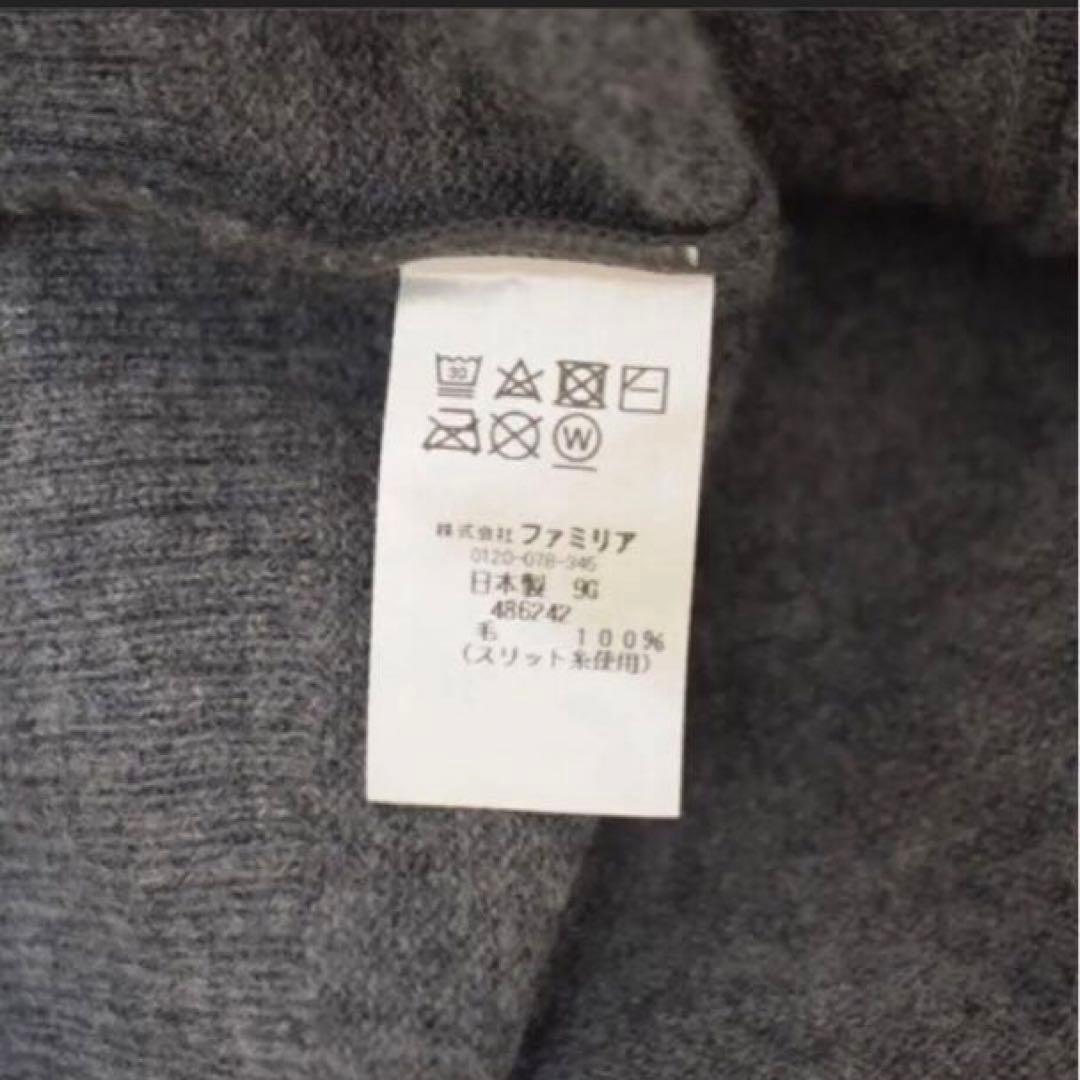 30
W
株式会社ファミリア
0120-078-345
日本製 9G
486242
毛 100%
(スリット糸使用)